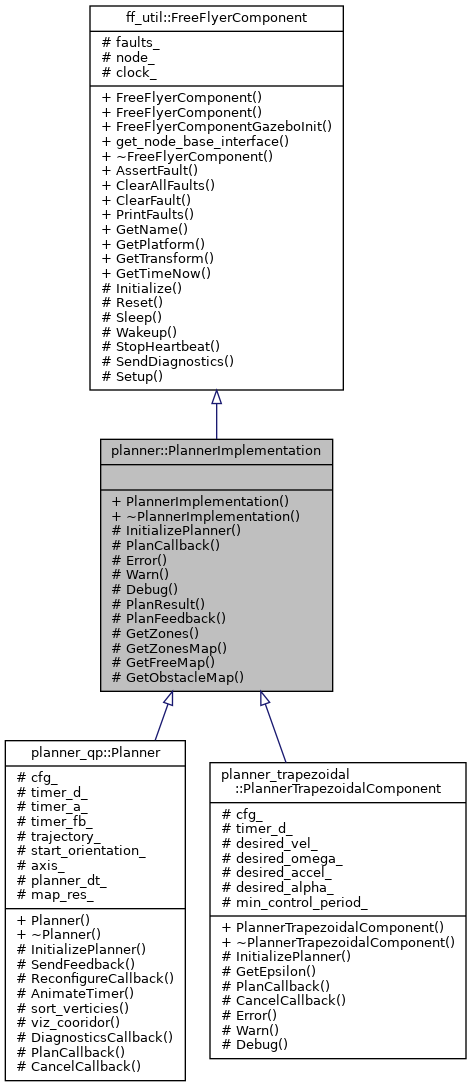 ff_util::FreeFlyerComponent
# faults_
# node_
# clock_
+ FreeFlyerComponent()
+ FreeFlyerComponent()
+ FreeFlyerComponentGazeboInit()
+ get_node_base_interface()
+ ~FreeFlyerComponent()
+ AssertFault()
+ ClearAllFaults()
+ ClearFault()
+ PrintFaults()
+ GetName()
+ GetPlatform()
+ GetTransform()
+ GetTimeNow()
# Initialize()
# Reset()
# Sleep()
# Wakeup()
# StopHeartbeat()
# SendDiagnostics()
# Setup()
planner::PlannerImplementation
+ PlannerImplementation()
+ ~PlannerImplementation()
# InitializePlanner()
# PlanCallback()
# Error()
# Warn()
# Debug()
# PlanResult()
# PlanFeedback()
# GetZones()
# GetZonesMap()
# GetFreeMap()
# GetObstacleMap()
planner_qp::Planner
# cfg_
# timer_d_
# timer_a_
# timer_fb_
# trajectory_
# start_orientation_
# axis_
# planner_dt_
# map_res_
+ Planner()
+ ~Planner()
# InitializePlanner()
# SendFeedback()
# ReconfigureCallback()
# AnimateTimer()
# sort_verticies()
# viz_cooridor()
# DiagnosticsCallback()
# PlanCallback()
# CancelCallback()
planner_trapezoidal
::PlannerTrapezoidalComponent
# cfg_
# timer_d_
# desired_vel_
# desired_omega_
# desired_accel_
# desired_alpha_
# min_control_period_
+ PlannerTrapezoidalComponent()
+ ~PlannerTrapezoidalComponent()
# InitializePlanner()
# GetEpsilon()
# PlanCallback()
# CancelCallback()
# Error()
# Warn()
# Debug()